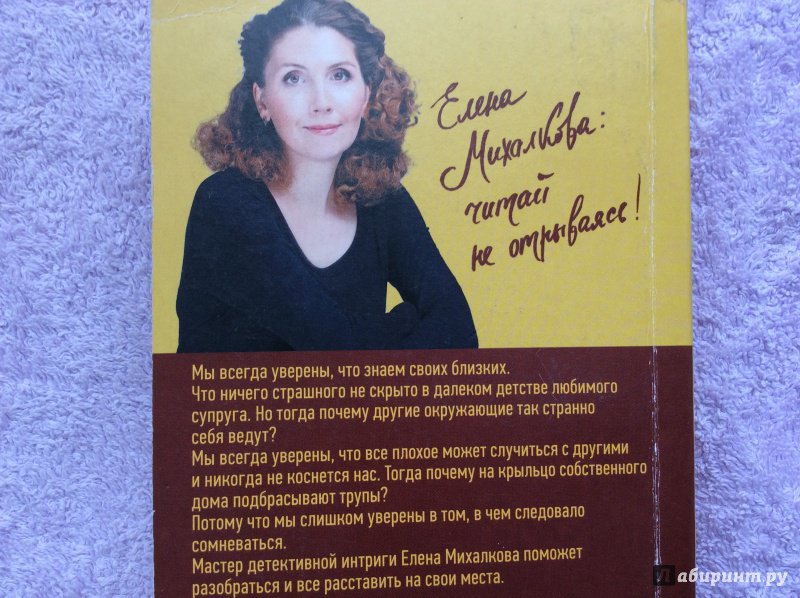 Елена
Михалкова:
читай
не отрываясь!
Мы всегда уверены, что знаем своих близких.
Что ничего страшного не скрыто в далеком детстве любимого
супруга. Но тогда почему другие окружающие так странно
себя ведут?
Мы всегда уверены, что все плохое может случиться с другими
и никогда не коснется нас. Тогда почему на крыльцо собственного
дома подбрасывают трупы?
Потому что мы слишком уверены в том, в чем следовало
сомневаться.
Мастер детективной интриги Елена Михалкова поможет
разобраться и все расставить на свои места.
Лабиринт.ру